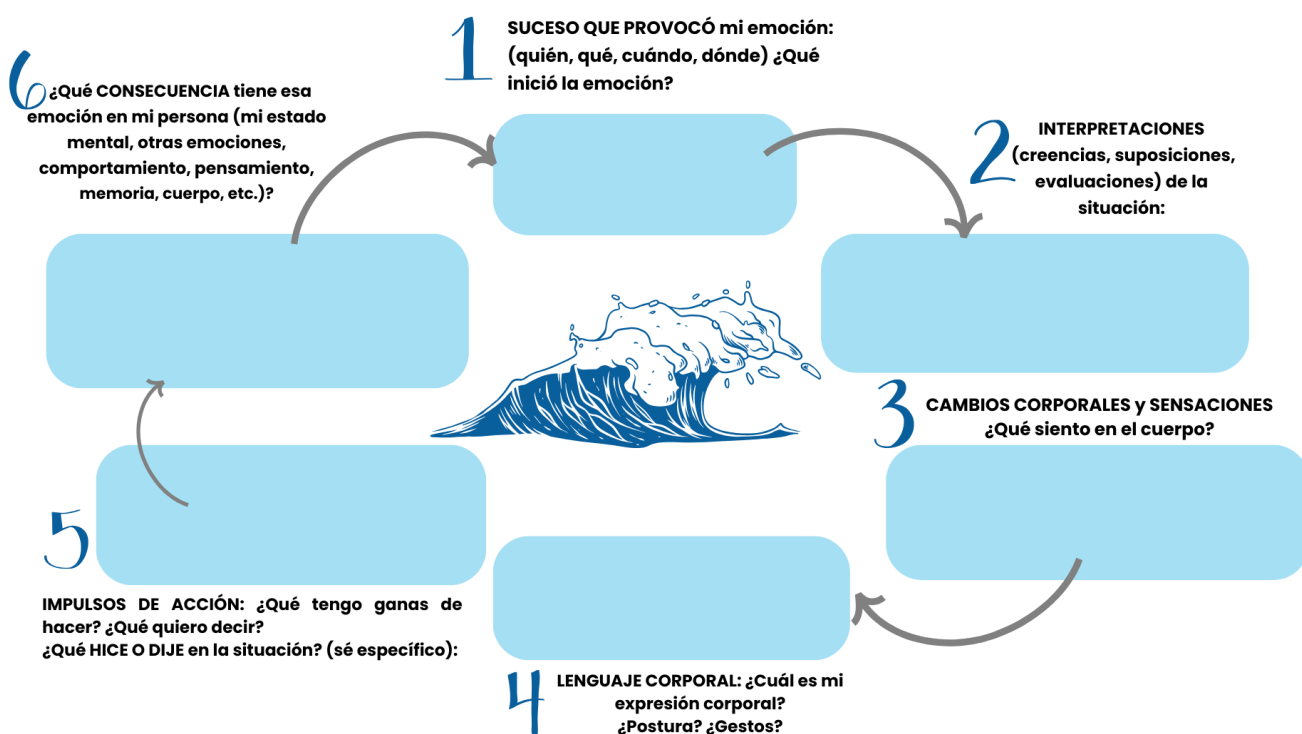 1
SUCESO QUE PROVOCÓ mi emoción:
(quién, qué, cuándo, dónde) ¿Qué
inició la emoción?
2
INTERPRETACIONES
(creencias, suposiciones,
evaluaciones) de la
situación:
3
CAMBIOS CORPORALES y SENSACIONES
¿Qué siento en el cuerpo?
4
LENGUAJE CORPORAL: ¿Cuál es mi
expresión corporal?
¿Postura? ¿Gestos?
5
IMPULSOS DE ACCIÓN: ¿Qué tengo ganas de
hacer? ¿Qué quiero decir?
¿Qué HICE O DIJE en la situación? (sé específico):
6
¿Qué CONSECUENCIA tiene esa
emoción en mi persona (mi estado
mental, otras emociones,
comportamiento, pensamiento,
memoria, cuerpo, etc.)?